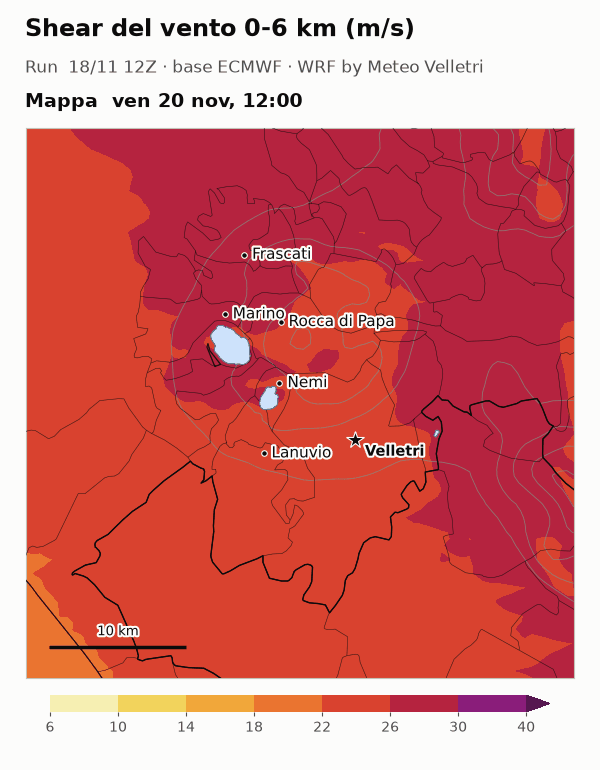 Shear del vento 0-6 km (m/s)
Run  18/11 12Z · base ECMWF · WRF by Meteo Velletri
Mappa  ven 20 nov, 12:00
Frascati
Marino
Rocca di Papa
Nemi
Velletri
Lanuvio
10 km
6 10 14 18 22 26 30 40